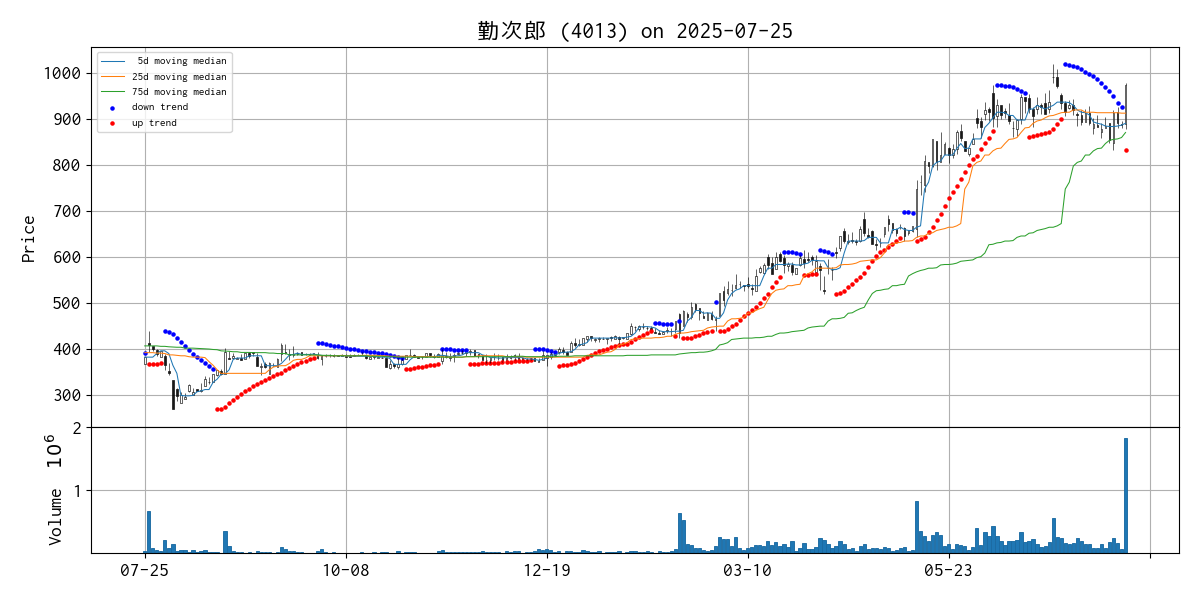 勤次郎 (4013) on 2025-07-25
5d moving median
25d moving median
75d moving median
down trend
up trend
Price
1000
900
800
700
600
500
400
300
Volume 10^6
2
1
07-25
10-08
12-19
03-10
05-23